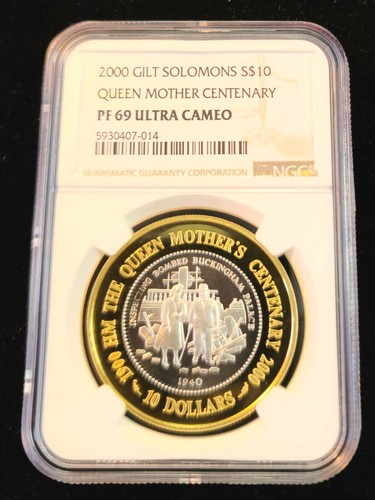 2000 GILT SOLOMONS S$10
QUEEN MOTHER CENTENARY
PF 69 ULTRA CAMEO
5930407-014
NUMISMATIC GUARANTY CORPORATION
NGC
1900 HM THE QUEEN MOTHER'S CENTENARY 2000
INSPECTING BOMBED BUCKINGHAM PALACE
1940
10 DOLLARS